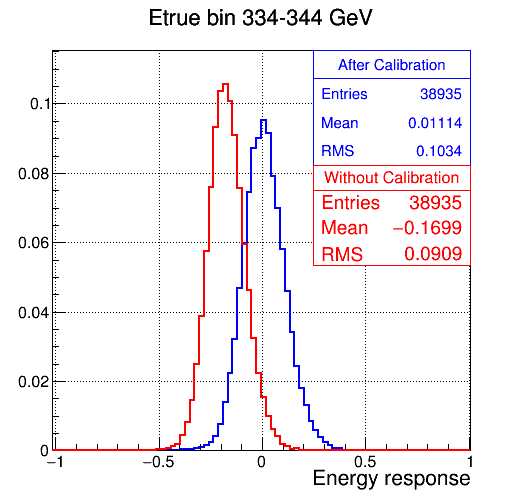 Etrue bin 334-344 GeV
After Calibration
Entries 38935
Mean 0.01114
RMS 0.1034
Without Calibration
Entries 38935
Mean −0.1699
RMS 0.0909
0.1
0.08
0.06
0.04
0.02
0
−1 −0.5 0 0.5 1
Energy response